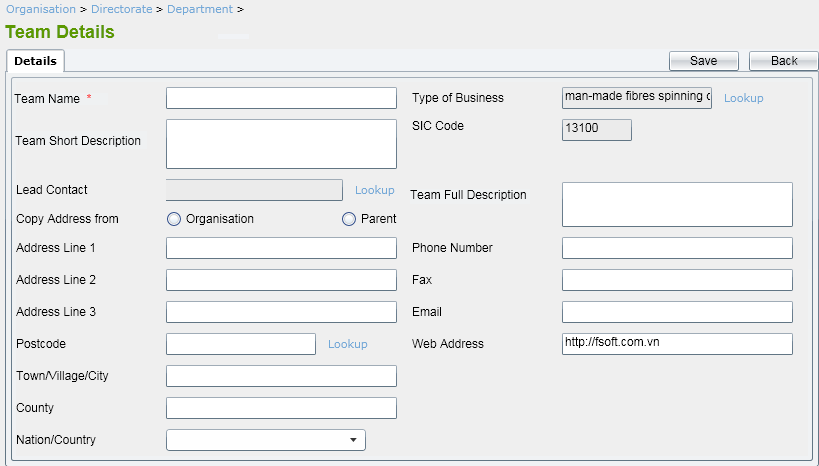 Organisation > Directorate > Department >
Team Details
Details
Save
Back
Team Name *
Type of Business
man-made fibres spinning
Lookup
Team Short Description
SIC Code
13100
Lead Contact
Lookup
Team Full Description
Copy Address from
Organisation
Parent
Address Line 1
Phone Number
Address Line 2
Fax
Address Line 3
Email
Postcode
Lookup
Web Address
http://fsoft.com.vn
Town/Village/City
County
Nation/Country